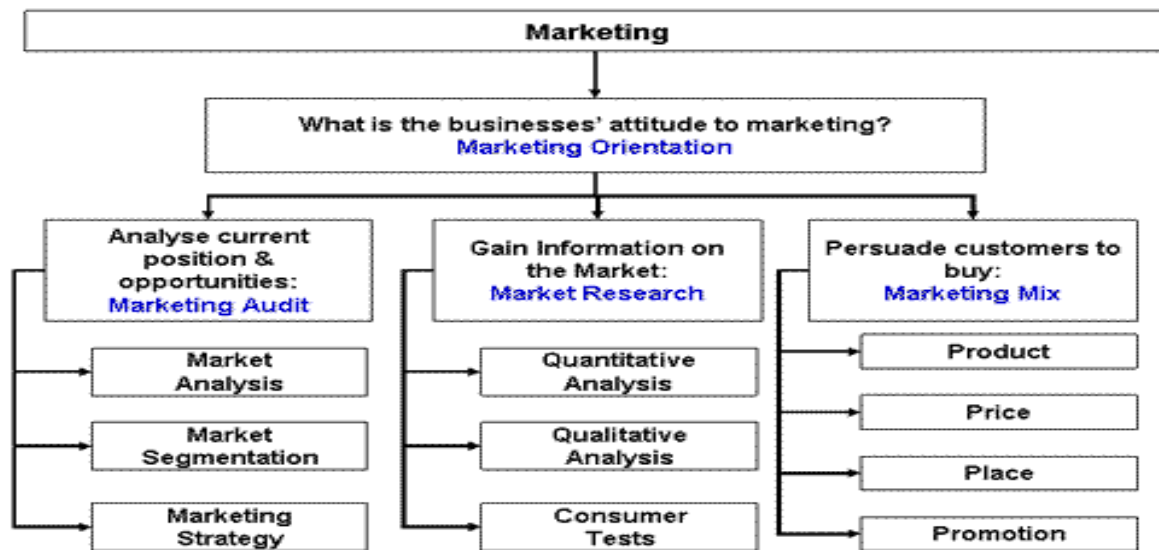 Marketing
What is the businesses' attitude to marketing?
Marketing Orientation
Analyse current
position &
opportunities:
Marketing Audit
Market
Analysis
Market
Segmentation
Marketing
Strategy
Gain Information on
the Market:
Market Research
Quantitative
Analysis
Qualitative
Analysis
Consumer
Tests
Persuade customers to
buy:
Marketing Mix
Product
Price
Place
Promotion